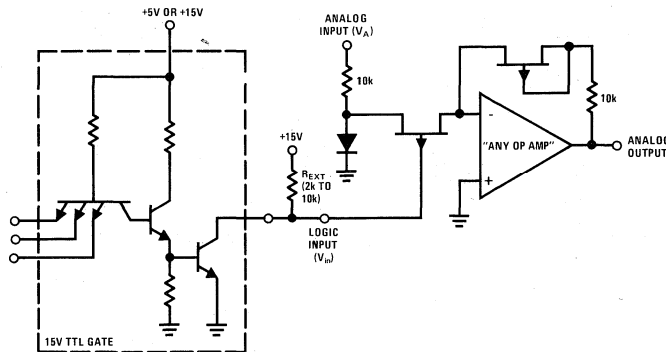 +5V OR +15V
ANALOG
INPUT (VA)
10k
+15V
REXT
(2k TO
10k)
LOGIC
INPUT
(Vin)
-
"ANY OP AMP"
+
10k
ANALOG
OUTPUT
15V TTL GATE